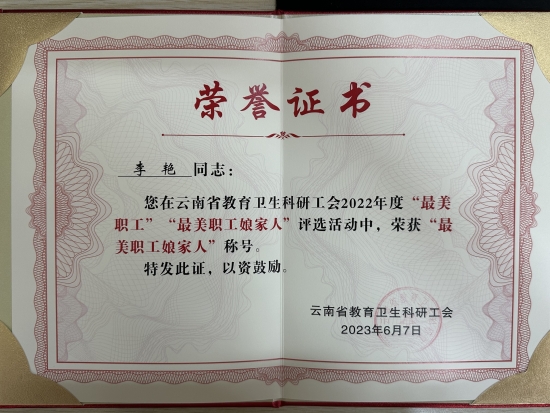 荣誉证书
李艳同志：
您在云南省教育卫生科研工会2022年度“最美
职工”“最美职工娘家人”评选活动中，荣获“最
美职工娘家人”称号。
特发此证，以资鼓励。
云南省教育卫生科研工会
2023年6月7日